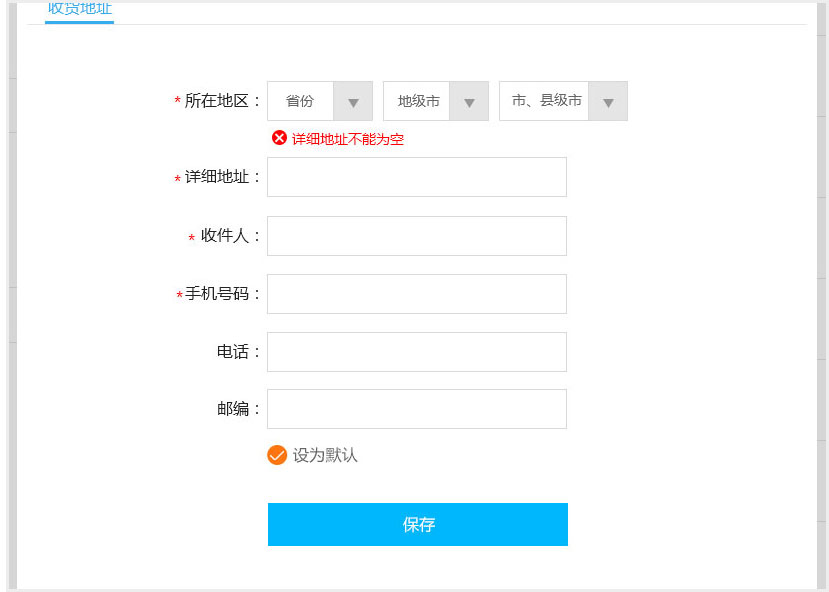 收货地址
* 所在地区： 省份 地级市 市、县级市
详细地址不能为空
* 详细地址：
* 收件人：
* 手机号码：
电话：
邮编：
设为默认
保存